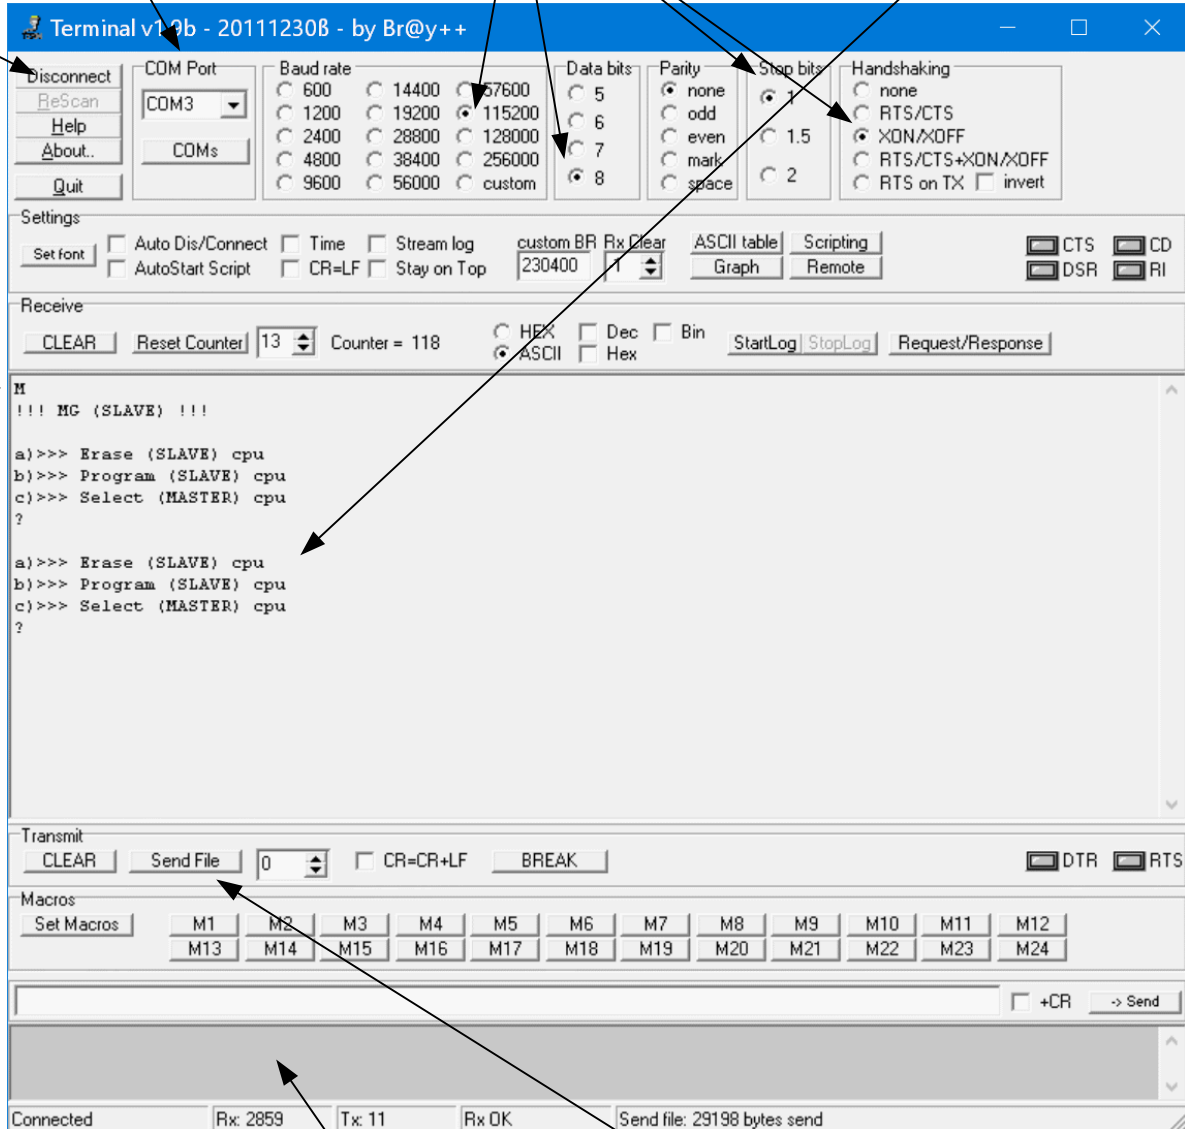 Terminal v1.9b - 20111230ß - by Br@y++
Disconnect
ReScan
Help
About..
Quit
COM Port
COM3
COMs
Baud rate
600 14400 57600
1200 19200 115200
2400 28800 128000
4800 38400 256000
9600 56000 custom
Data bits
5
6
7
8
Parity
none
odd
even
mark
space
Stop bits
1
1.5
2
Handshaking
none
RTS/CTS
XON/XOFF
RTS/CTS+XON/XOFF
RTS on TX invert
Settings
Set font
Auto Dis/Connect Time Stream log
AutoStart Script CR=LF Stay on Top
custom BR Rx Clear
230400 1
ASCII table Scripting
Graph Remote
CTS CD
DSR RI
Receive
CLEAR Reset Counter 13 Counter = 118
HEX Dec Bin
ASCII Hex
StartLog StopLog Request/Response
M
!!! MG (SLAVE) !!!
a)>>> Erase (SLAVE) cpu
b)>>> Program (SLAVE) cpu
c)>>> Select (MASTER) cpu
?
a)>>> Erase (SLAVE) cpu
b)>>> Program (SLAVE) cpu
c)>>> Select (MASTER) cpu
?
Transmit
CLEAR Send File 0 CR=CR+LF BREAK DTR RTS
Macros
Set Macros M1 M2 M3 M4 M5 M6 M7 M8 M9 M10 M11 M12
M13 M14 M15 M16 M17 M18 M19 M20 M21 M22 M23 M24
+CR -> Send
Connected Rx: 2859 Tx: 11 Rx OK Send file: 29198 bytes send